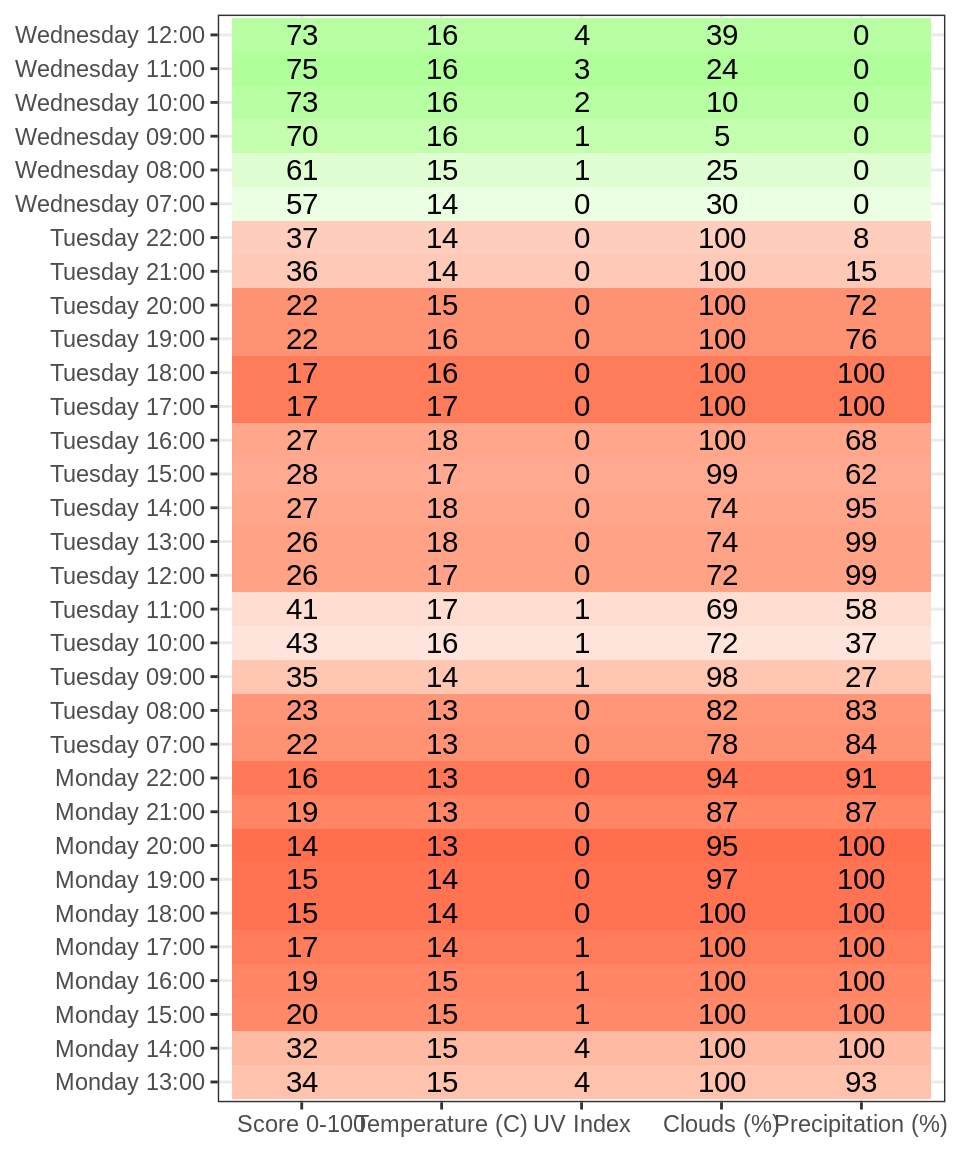 Wednesday 12:00 73 16 4 39 0
Wednesday 11:00 75 16 3 24 0
Wednesday 10:00 73 16 2 10 0
Wednesday 09:00 70 16 1 5 0
Wednesday 08:00 61 15 1 25 0
Wednesday 07:00 57 14 0 30 0
Tuesday 22:00 37 14 0 100 8
Tuesday 21:00 36 14 0 100 15
Tuesday 20:00 22 15 0 100 72
Tuesday 19:00 22 16 0 100 76
Tuesday 18:00 17 16 0 100 100
Tuesday 17:00 17 17 0 100 100
Tuesday 16:00 27 18 0 100 68
Tuesday 15:00 28 17 0 99 62
Tuesday 14:00 27 18 0 74 95
Tuesday 13:00 26 18 0 74 99
Tuesday 12:00 26 17 0 72 99
Tuesday 11:00 41 17 1 69 58
Tuesday 10:00 43 16 1 72 37
Tuesday 09:00 35 14 1 98 27
Tuesday 08:00 23 13 0 82 83
Tuesday 07:00 22 13 0 78 84
Monday 22:00 16 13 0 94 91
Monday 21:00 19 13 0 87 87
Monday 20:00 14 13 0 95 100
Monday 19:00 15 14 0 97 100
Monday 18:00 15 14 0 100 100
Monday 17:00 17 14 1 100 100
Monday 16:00 19 15 1 100 100
Monday 15:00 20 15 1 100 100
Monday 14:00 32 15 4 100 100
Monday 13:00 34 15 4 100 93
Score 0-100 Temperature (C) UV Index Clouds (%) Precipitation (%)